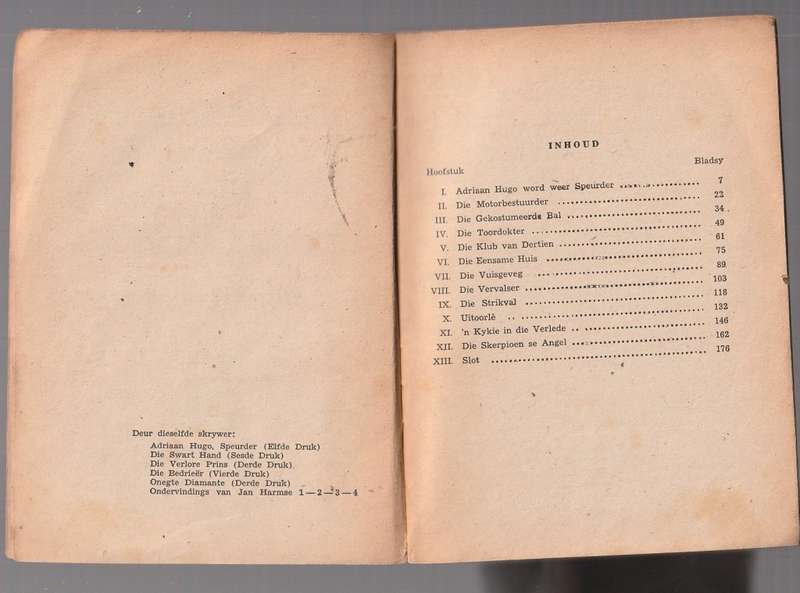 Deur dieselfde skrywer:
Adriaan Hugo, Speurder (Elfde Druk)
Die Swart Hand (Sesde Druk)
Die Verlore Prins (Derde Druk)
Die Bedrieër (Vierde Druk)
Onegte Diamante (Derde Druk)
Ondervindings van Jan Harmse 1—2—3—4
INHOUD
Hoofstuk Bladsy
I. Adriaan Hugo word weer Speurder 7
II. Die Motorbestuurder 22
III. Die Gekostumeerde Bal 34
IV. Die Toordokter 49
V. Die Klub van Dertien 61
VI. Die Eensame Huis 75
VII. Die Vuisgeveg 89
VIII. Die Vervalser 103
IX. Die Strikval 118
X. Uitoorlê 132
XI. 'n Kykie in die Verlede 146
XII. Die Skerpioen se Angel 162
XIII. Slot 176